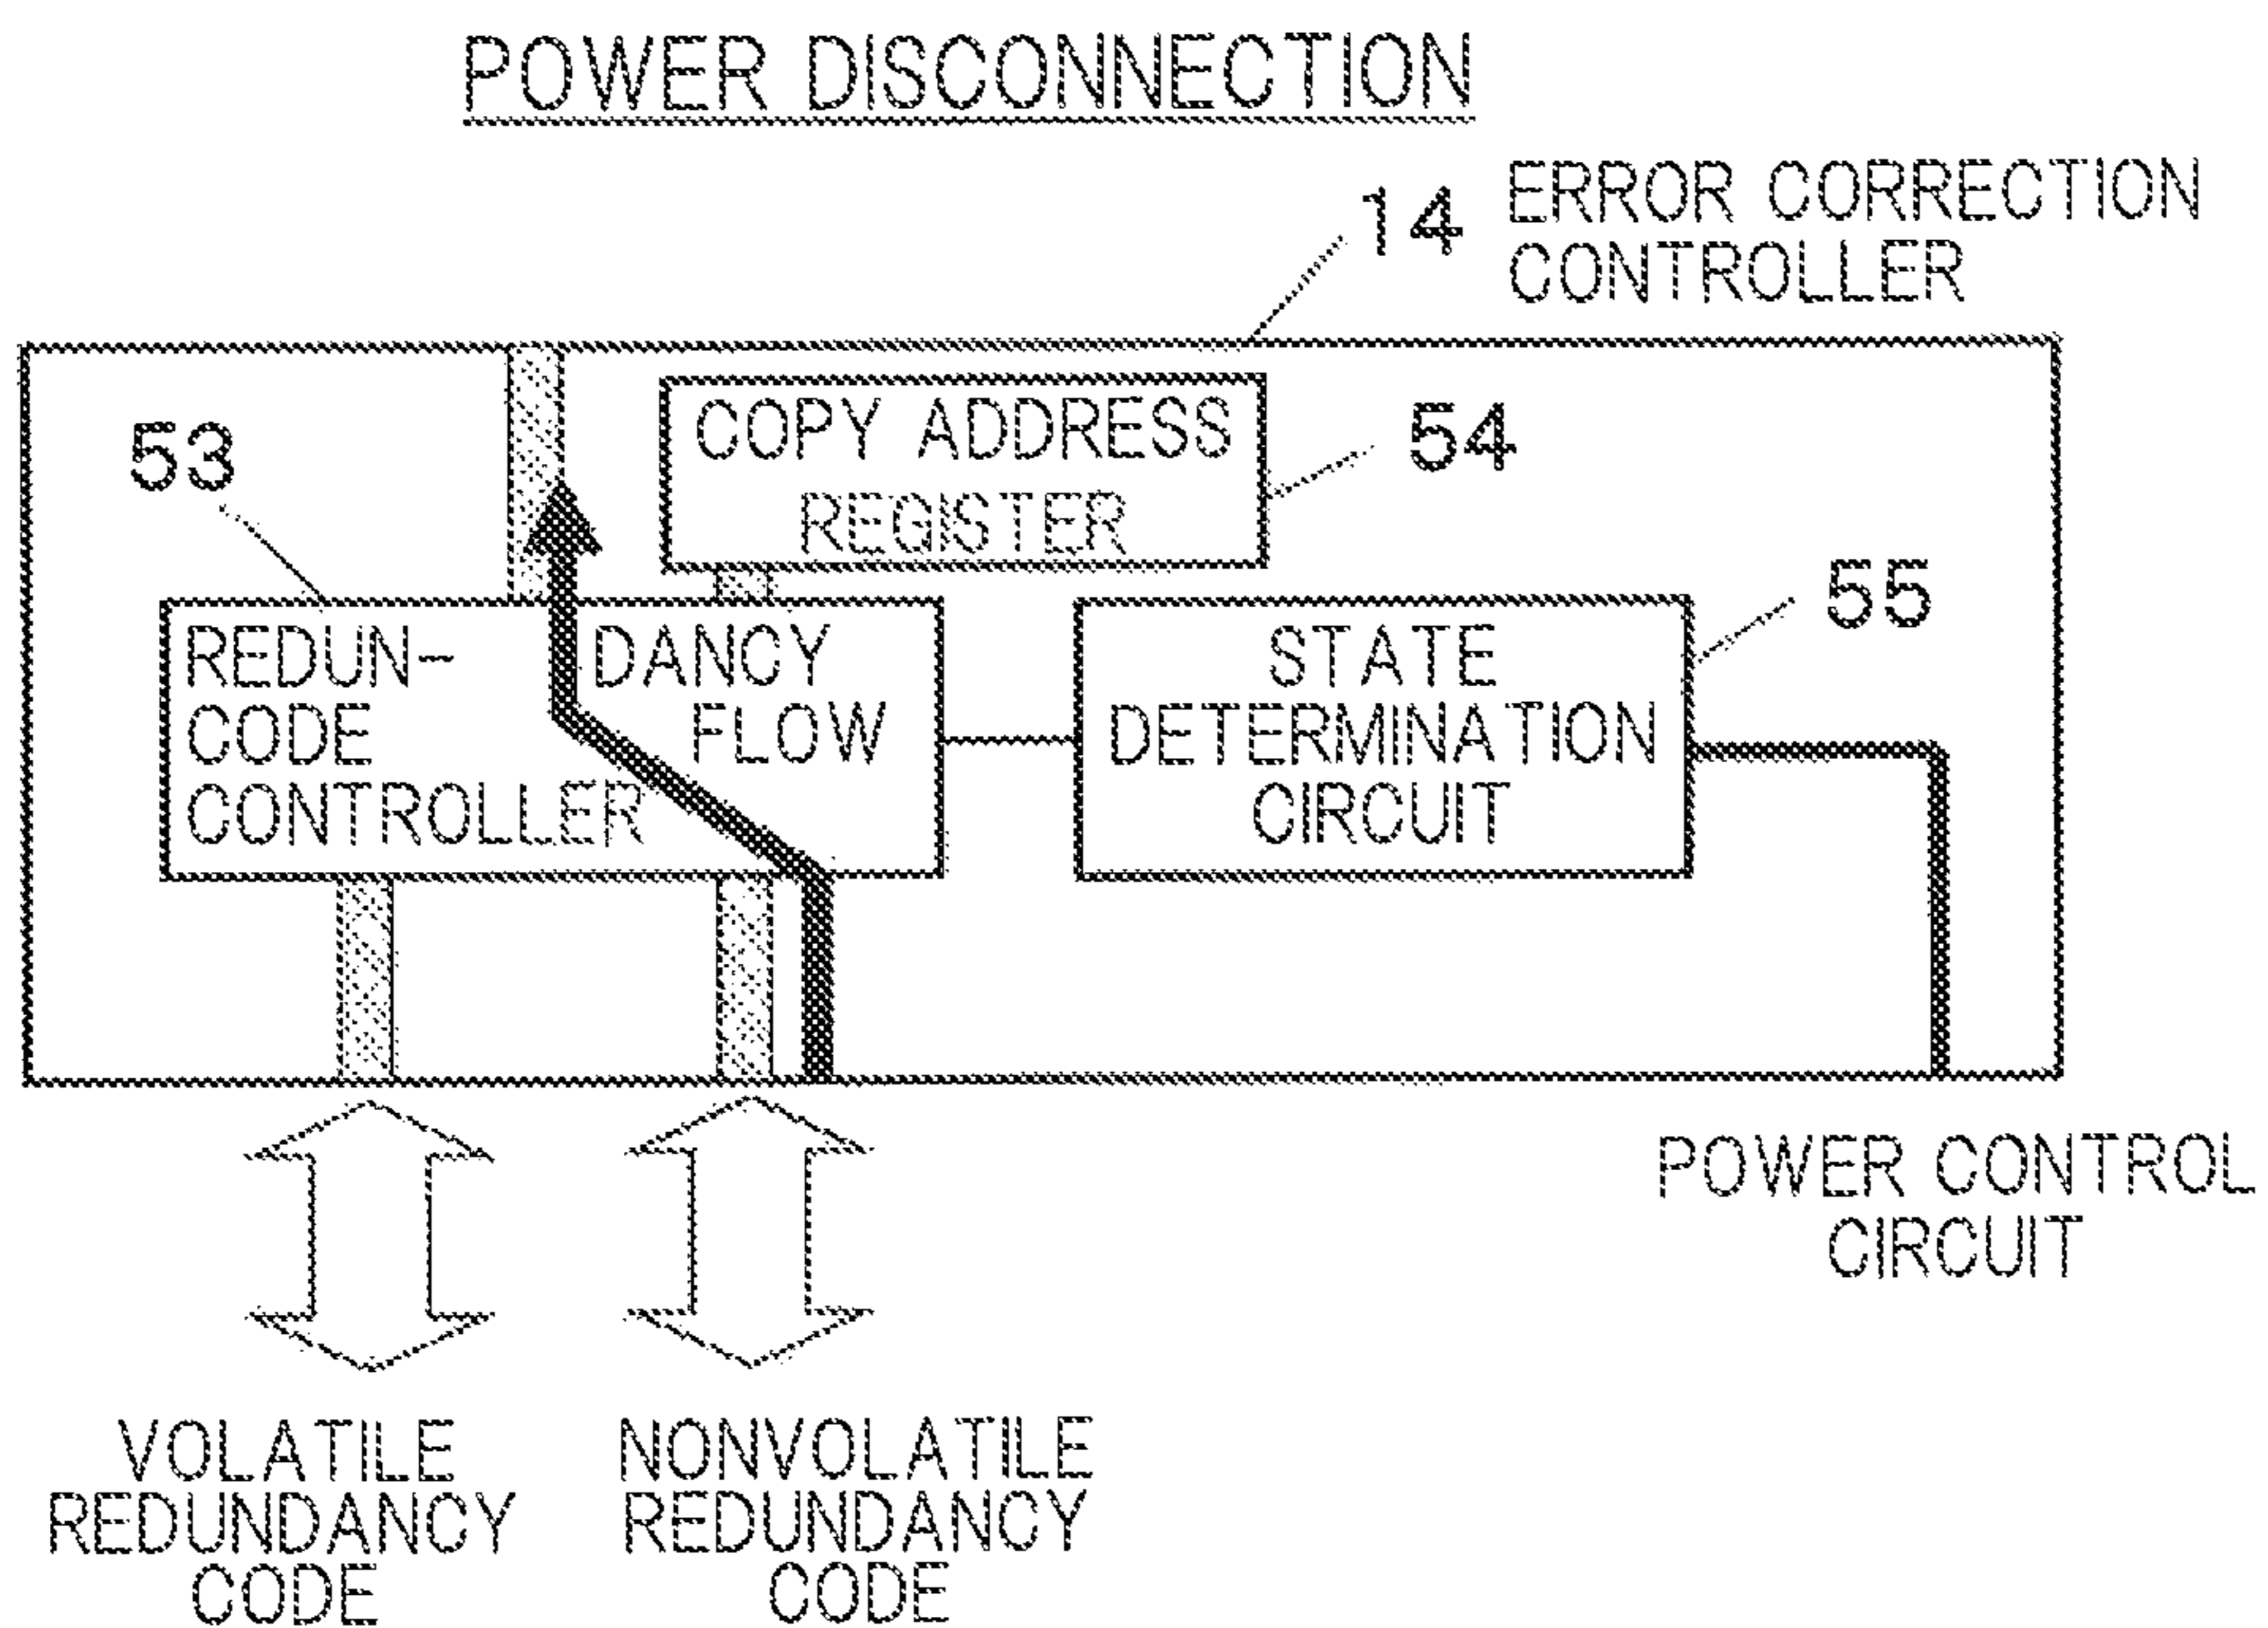 POWER DISCONNECTION
14 ERROR CORRECTION
CONTROLLER
COPY ADDRESS
REGISTER
54
53
55
REDUN- DANCY
CODE FLOW
CONTROLLER
STATE
DETERMINATION
CIRCUIT
POWER CONTROL
CIRCUIT
VOLATILE
REDUNDANCY
CODE
NONVOLATILE
REDUNDANCY
CODE